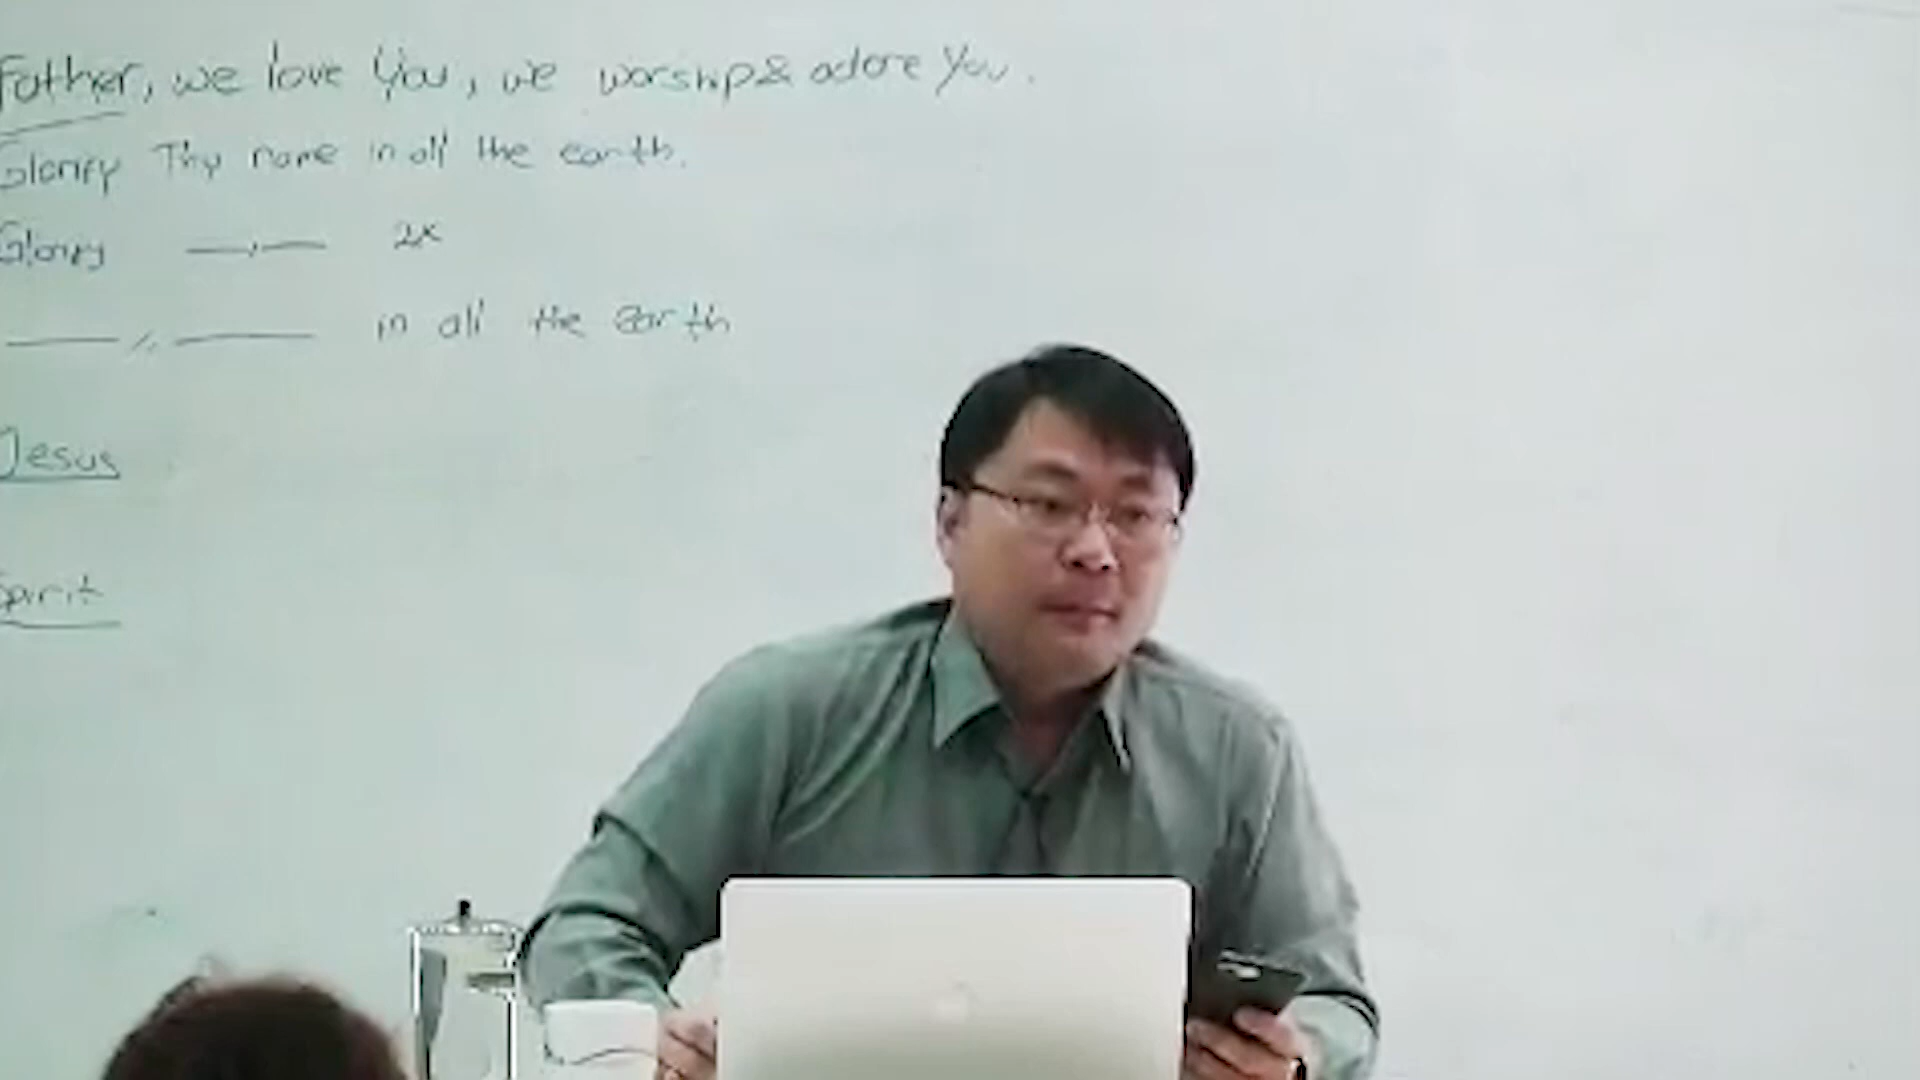 Father, we love You, we worship & adore You.
Glorify Thy name in all the earth.
Glorify —〃— 2x
——〃—— in all the earth
Jesus
Spirit